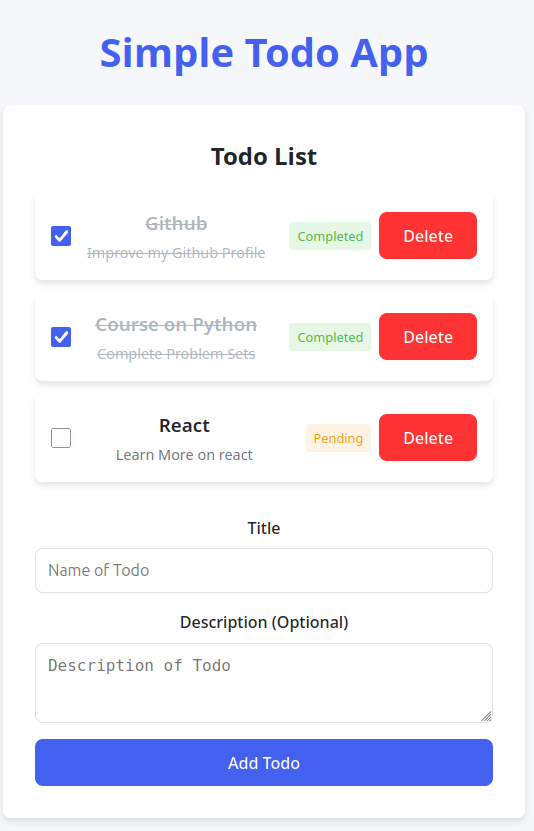 Simple Todo App
Todo List
Github
Improve my Github Profile
Completed
Delete
Course on Python
Complete Problem Sets
Completed
Delete
React
Learn More on react
Pending
Delete
Title
Name of Todo
Description (Optional)
Description of Todo
Add Todo